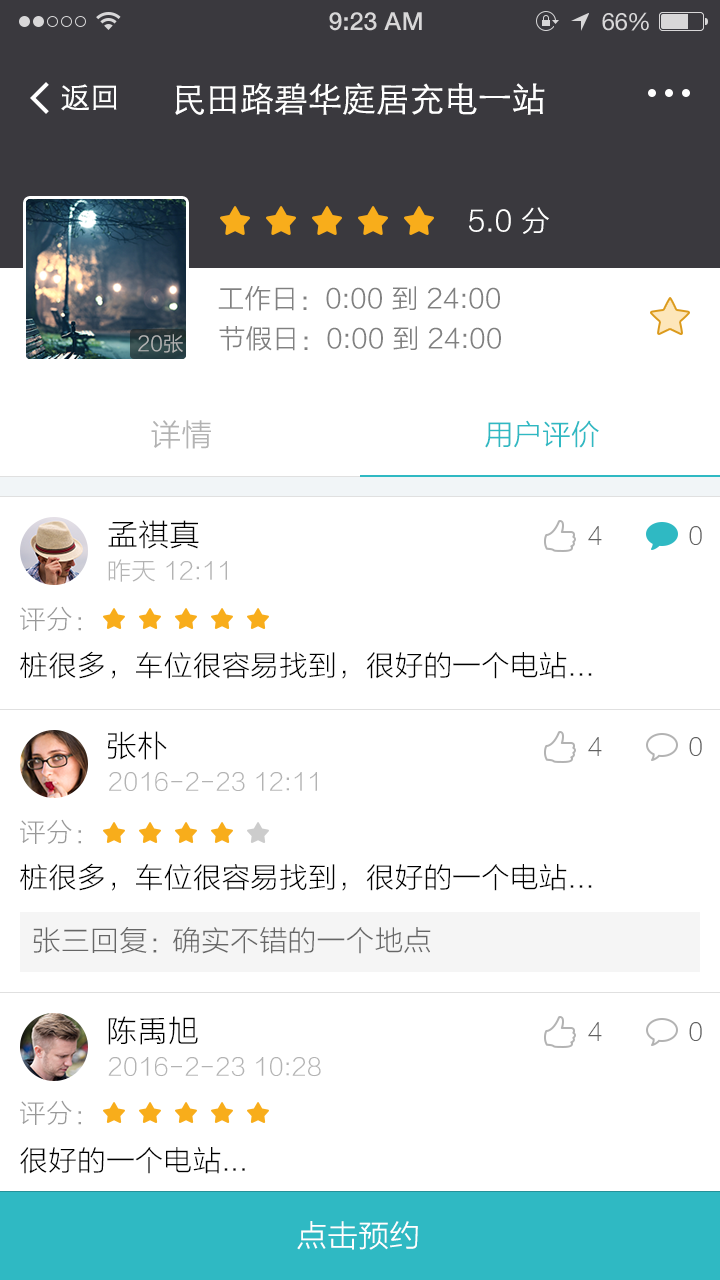 9:23 AM 66%
返回 民田路碧华庭居充电一站
5.0 分
工作日：0:00 到 24:00
节假日：0:00 到 24:00
20张
详情 用户评价
孟祺真 4 0
昨天 12:11
评分：
桩很多，车位很容易找到，很好的一个电站...
张朴 4 0
2016-2-23 12:11
评分：
桩很多，车位很容易找到，很好的一个电站...
张三回复：确实不错的一个地点
陈禹旭 4 0
2016-2-23 10:28
评分：
很好的一个电站...
点击预约